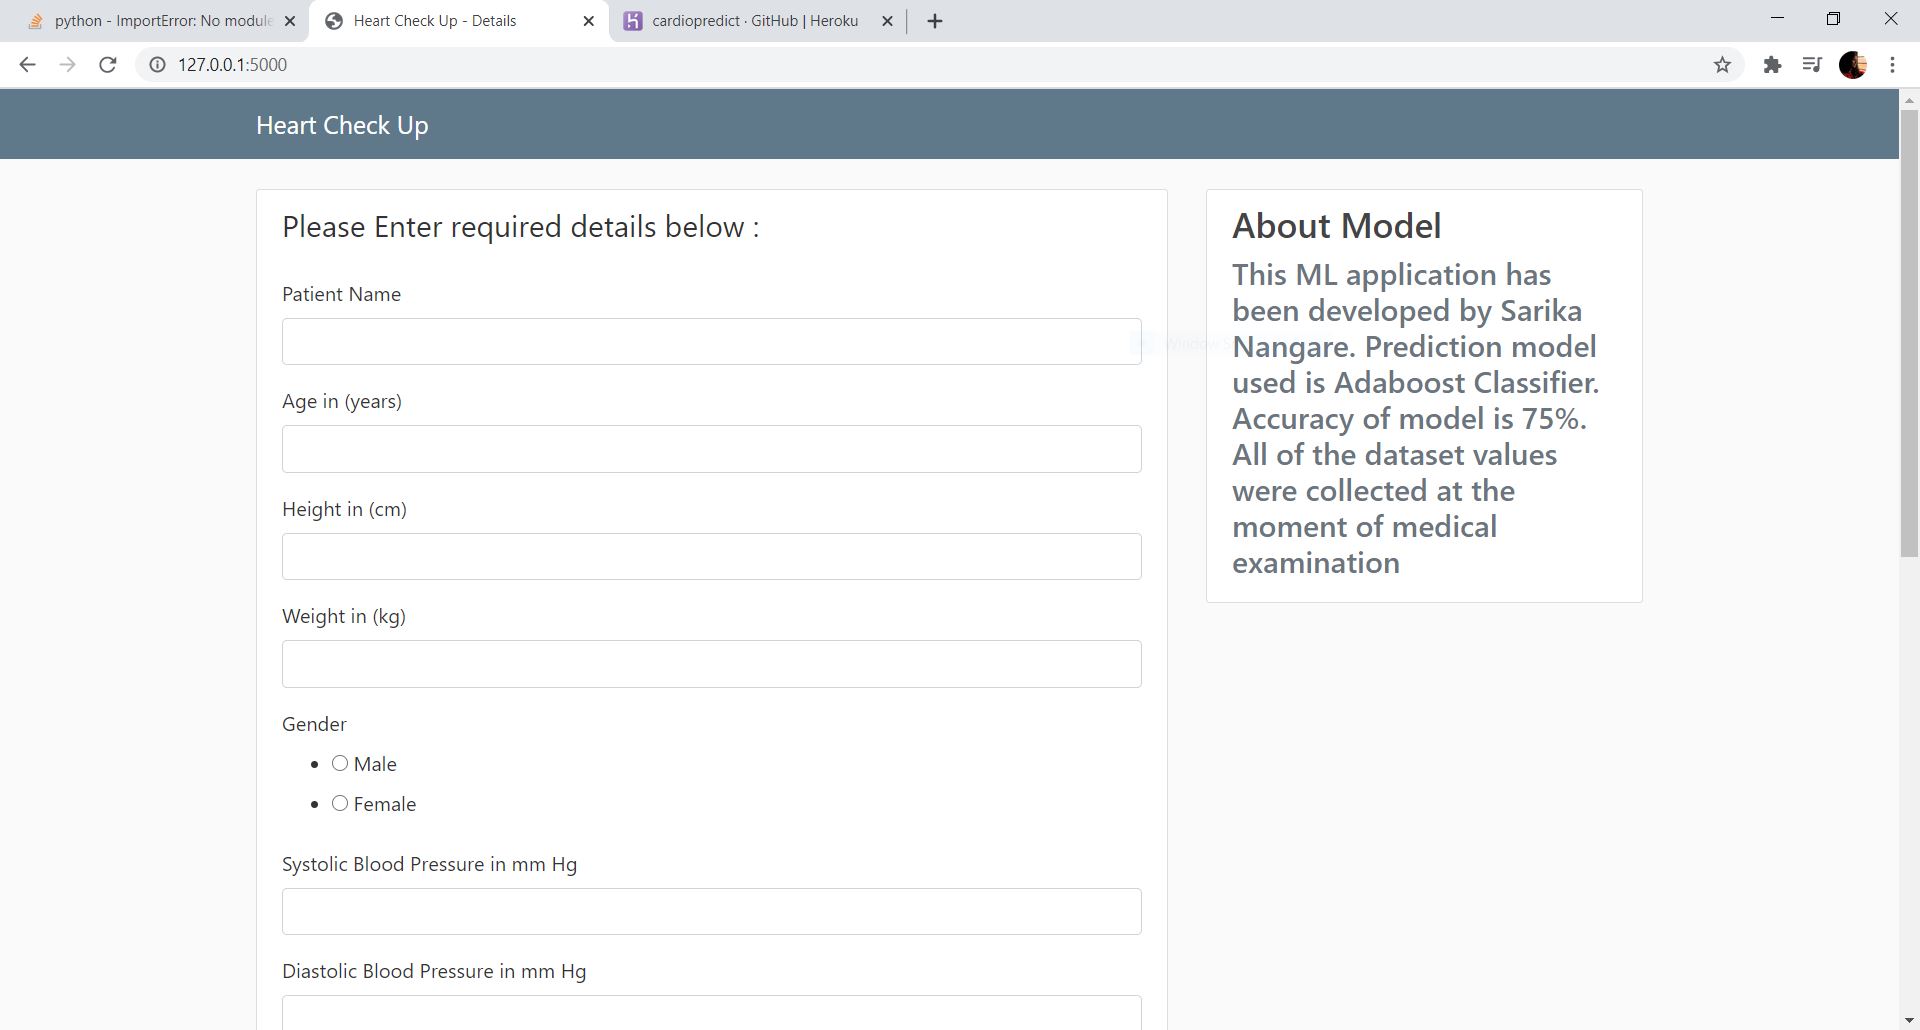 python - ImportError: No module
Heart Check Up - Details
cardiopredict · GitHub | Heroku
127.0.0.1:5000
Heart Check Up
Please Enter required details below :
Patient Name
Age in (years)
Height in (cm)
Weight in (kg)
Gender
Male
Female
Systolic Blood Pressure in mm Hg
Diastolic Blood Pressure in mm Hg
About Model
This ML application has
been developed by Sarika
Nangare. Prediction model
used is Adaboost Classifier.
Accuracy of model is 75%.
All of the dataset values
were collected at the
moment of medical
examination
Window